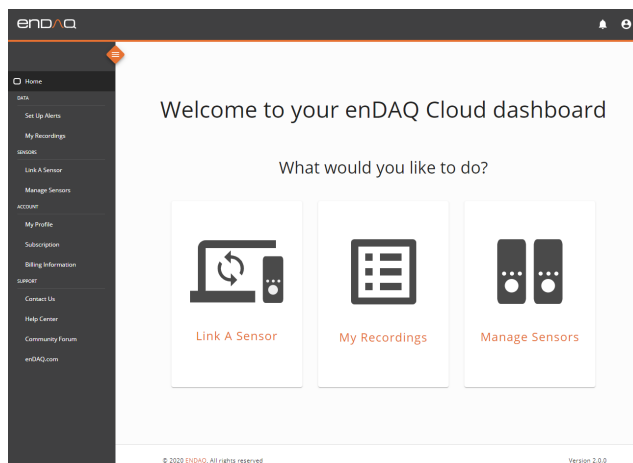 enDAQ
Home
DATA
Set Up Alerts
My Recordings
SENSORS
Link A Sensor
Manage Sensors
ACCOUNT
My Profile
Subscription
Billing Information
SUPPORT
Contact Us
Help Center
Community Forum
enDAQ.com
Welcome to your enDAQ Cloud dashboard
What would you like to do?
Link A Sensor
My Recordings
Manage Sensors
© 2020 ENDAQ. All rights reserved
Version 2.0.0